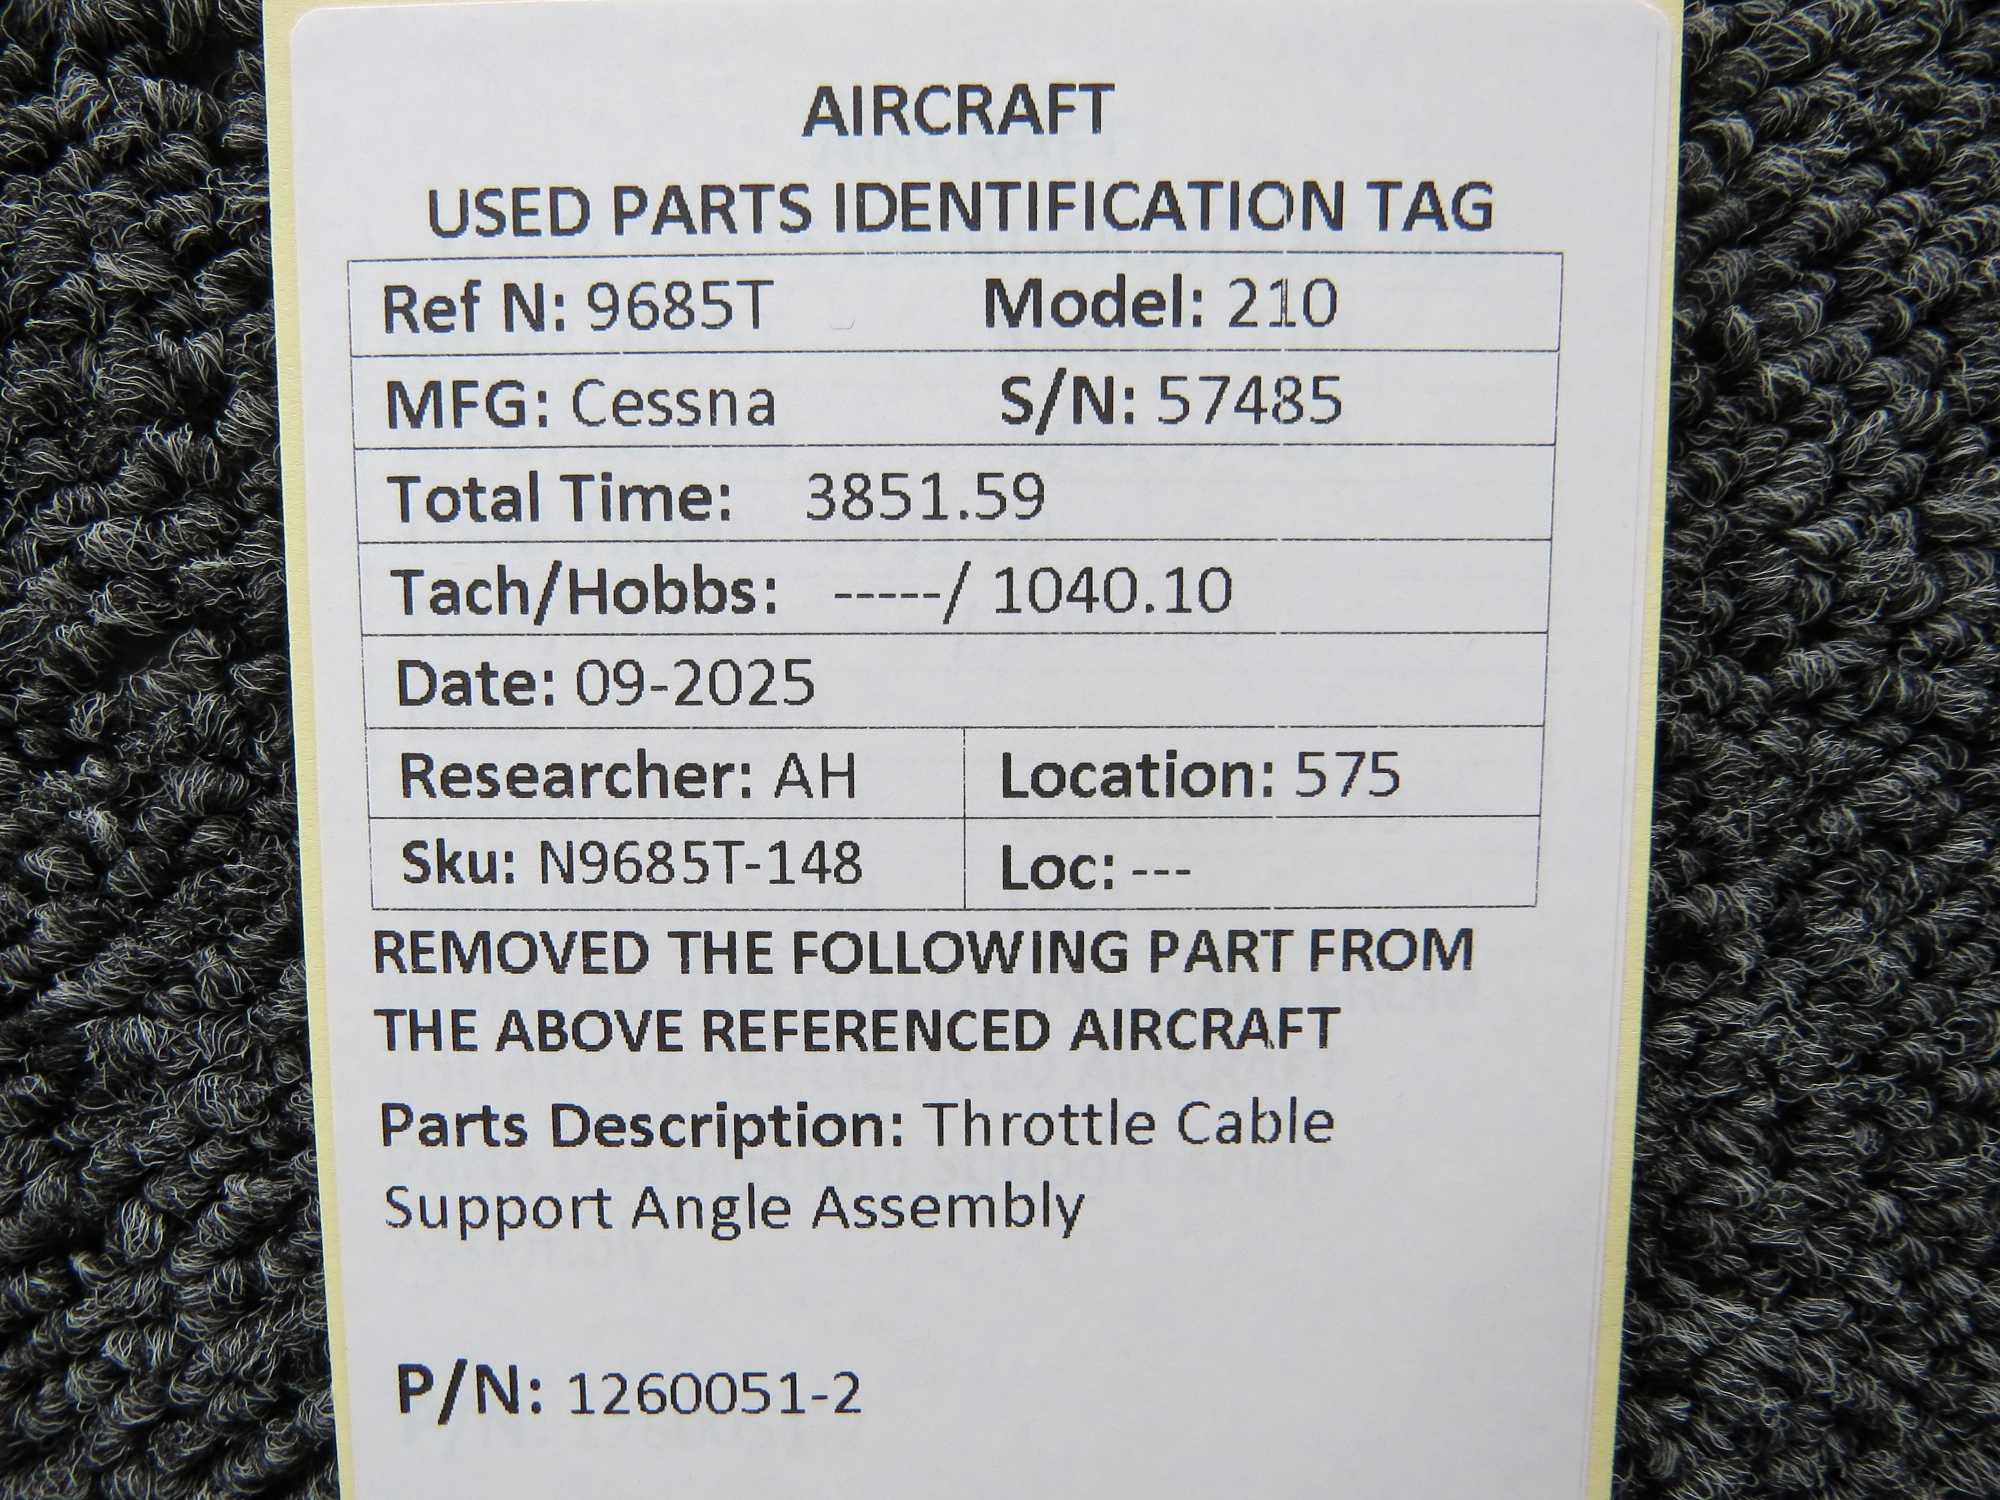 AIRCRAFT
USED PARTS IDENTIFICATION TAG
Ref N: 9685T Model: 210
MFG: Cessna S/N: 57485
Total Time: 3851.59
Tach/Hobbs: -----/ 1040.10
Date: 09-2025
Researcher: AH Location: 575
Sku: N9685T-148 Loc: ---
REMOVED THE FOLLOWING PART FROM
THE ABOVE REFERENCED AIRCRAFT
Parts Description: Throttle Cable
Support Angle Assembly
P/N: 1260051-2